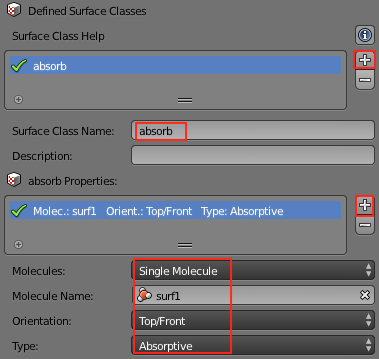 Defined Surface Classes
Surface Class Help
absorb
Surface Class Name: absorb
Description:
absorb Properties:
Molec.: surf1 Orient.: Top/Front Type: Absorptive
Molecules: Single Molecule
Molecule Name: surf1
Orientation: Top/Front
Type: Absorptive